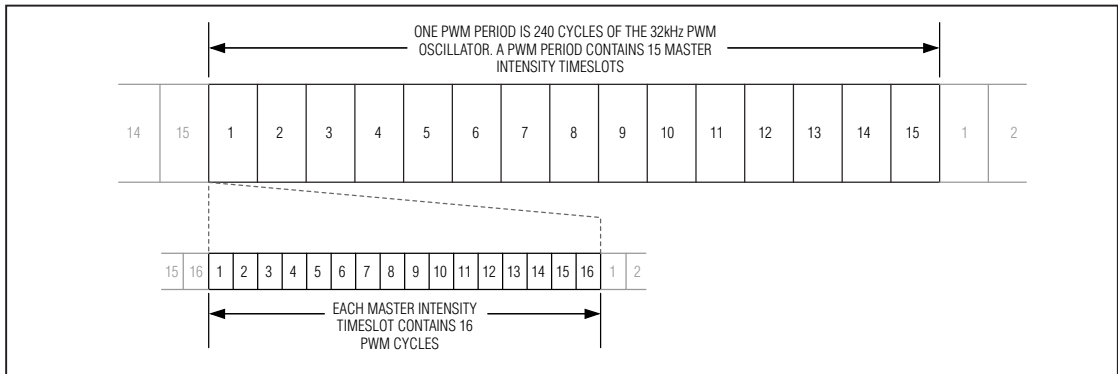 ONE PWM PERIOD IS 240 CYCLES OF THE 32kHz PWM
OSCILLATOR. A PWM PERIOD CONTAINS 15 MASTER
INTENSITY TIMESLOTS
14 15 1 2 3 4 5 6 7 8 9 10 11 12 13 14 15 1 2
15 16 1 2 3 4 5 6 7 8 9 10 11 12 13 14 15 16 1 2
EACH MASTER INTENSITY
TIMESLOT CONTAINS 16
PWM CYCLES